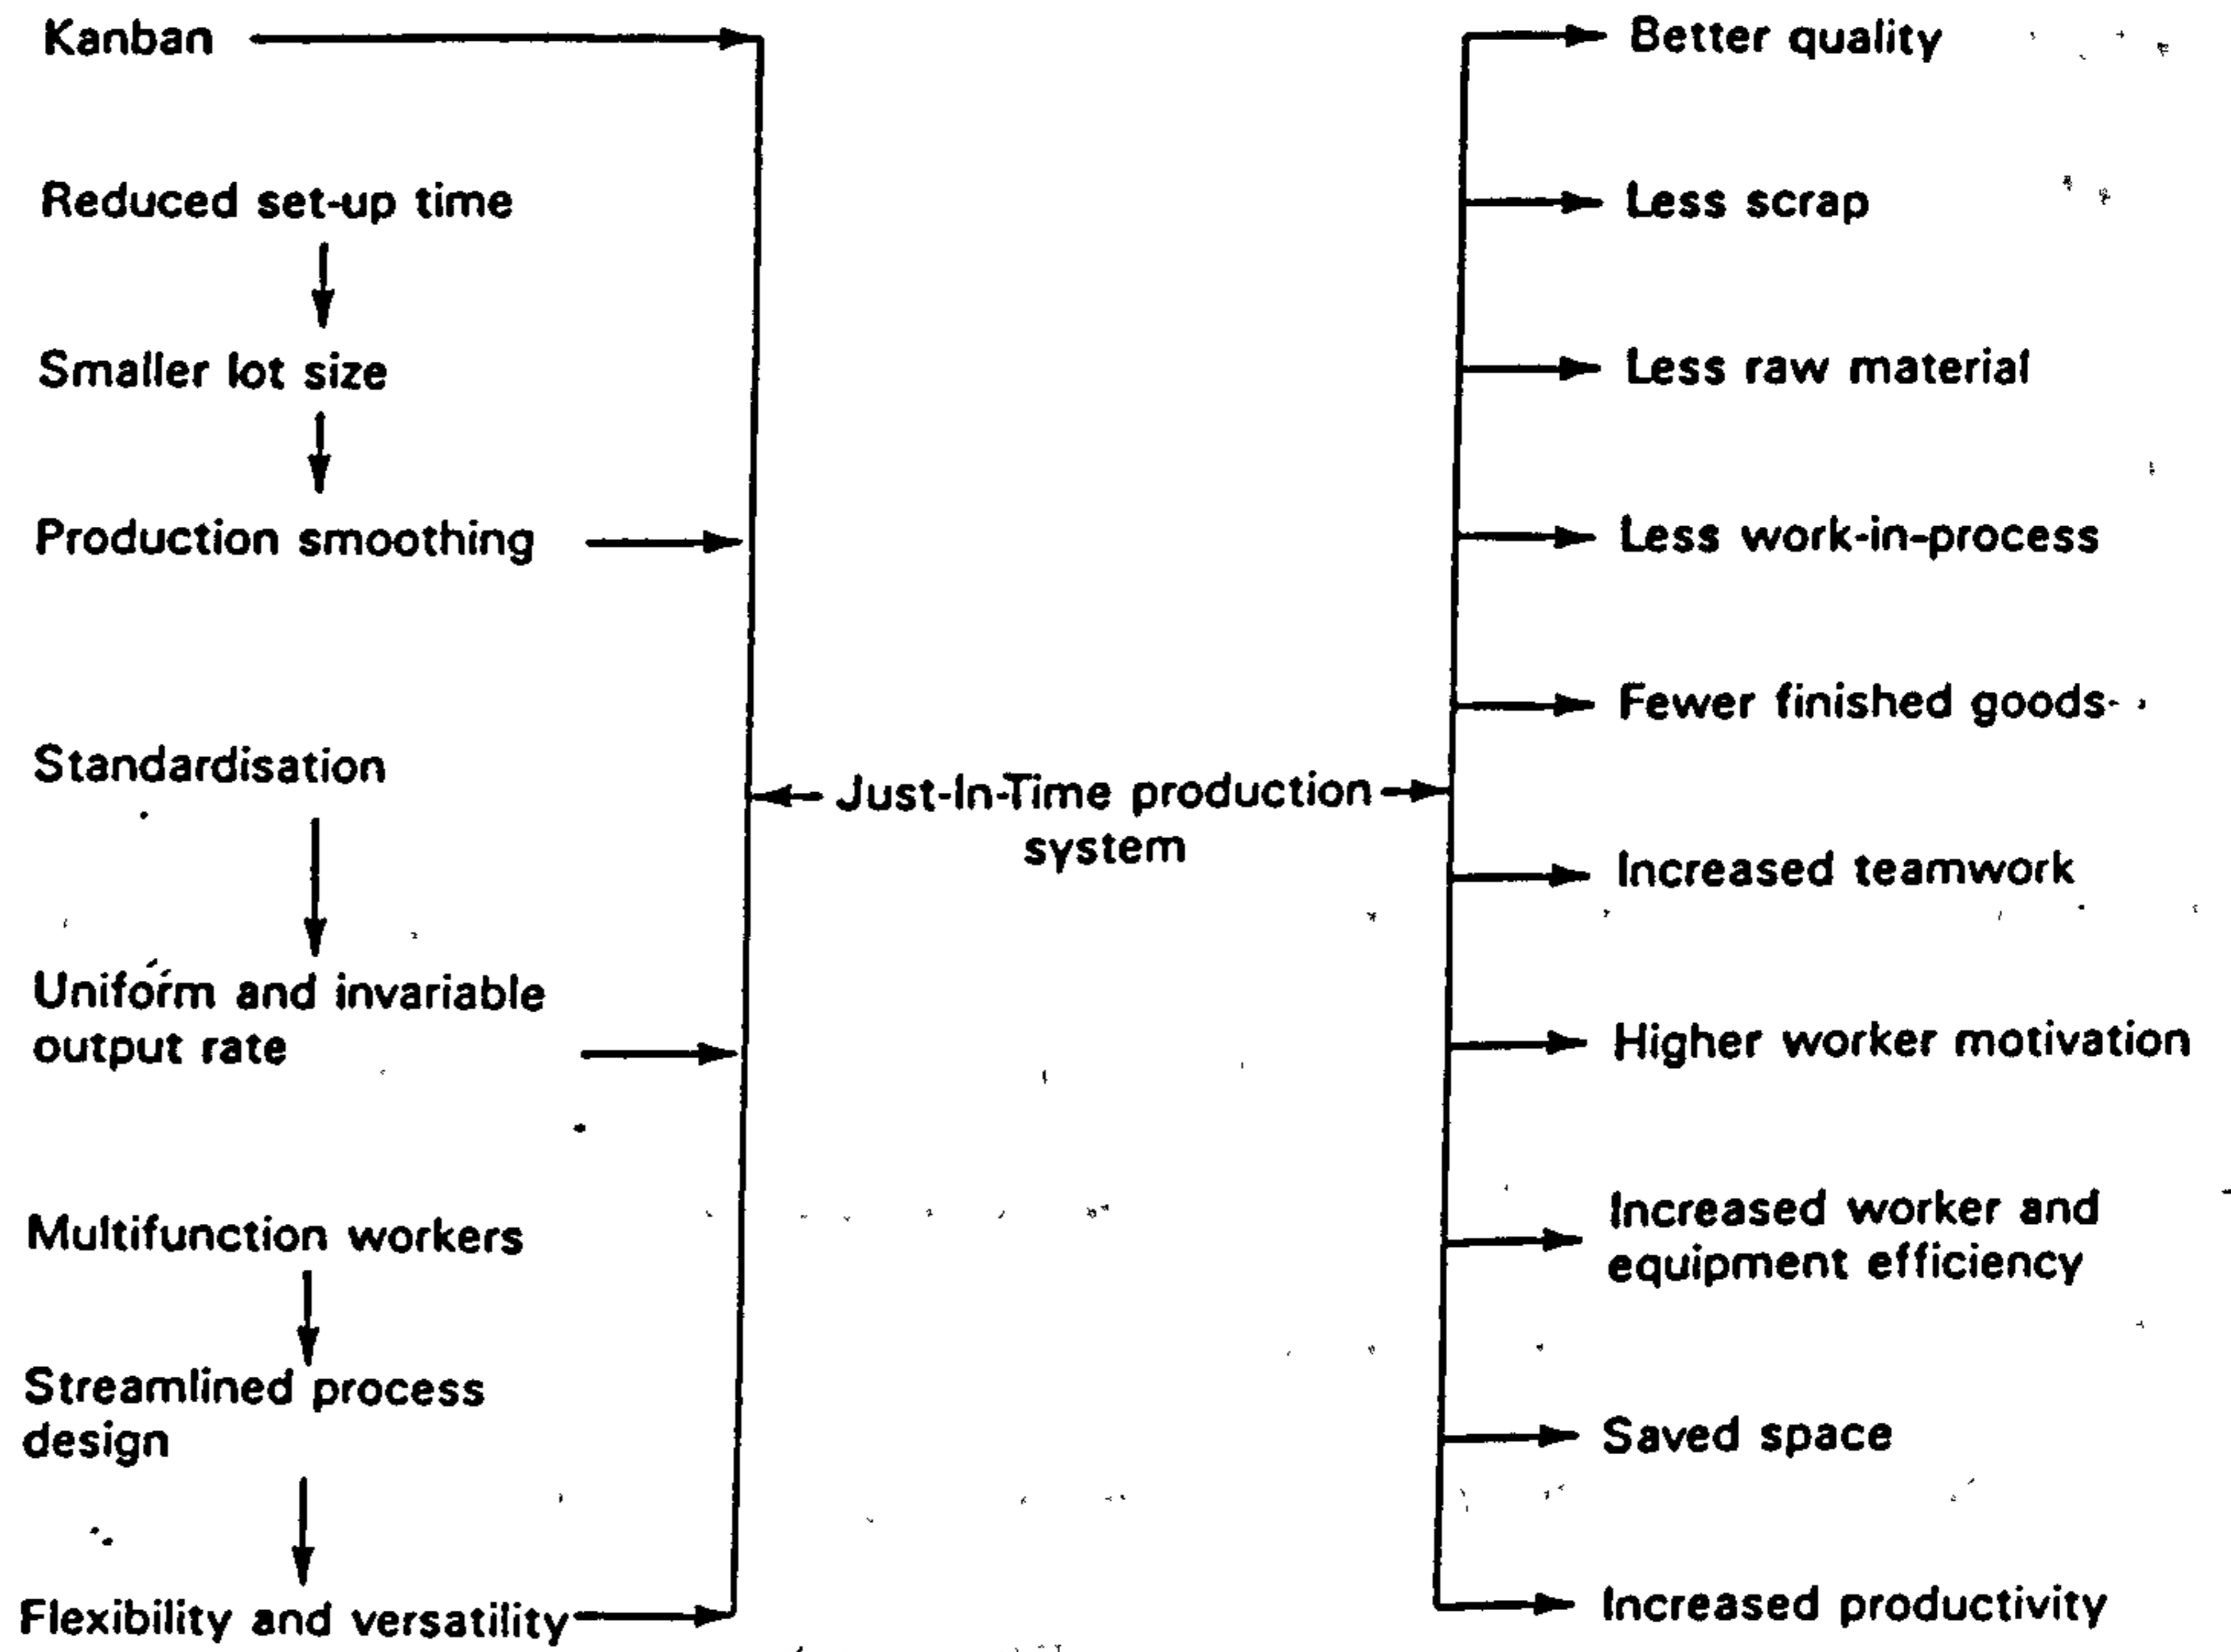 Kanban
Reduced set-up time
Smaller lot size
Production smoothing
Standardisation
Uniform and invariable
output rate
Multifunction workers
Streamlined process
design
Flexibility and versatility
Just-In-Time production
system
Better quality
Less scrap
Less raw material
Less work-in-process
Fewer finished goods
Increased teamwork
Higher worker motivation
Increased worker and
equipment efficiency
Saved space
Increased productivity